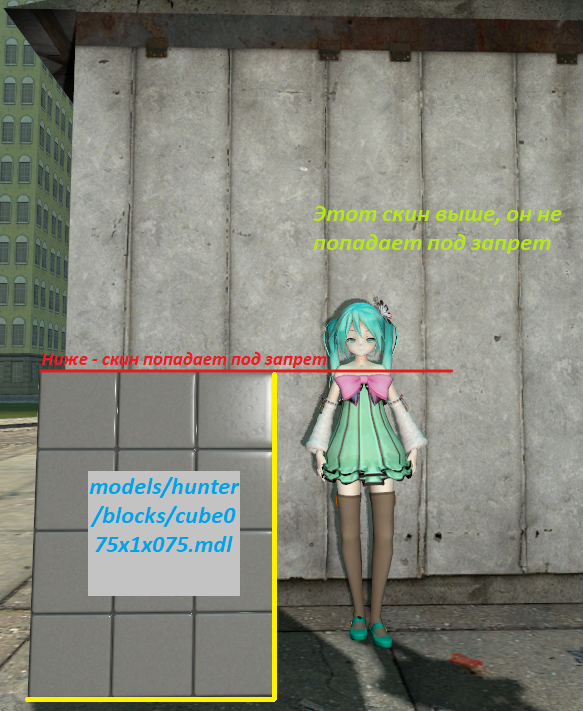 Этот скин выше, он не
попадает под запрет
Ниже - скин попадает под запрет
models/hunter
/blocks/cube0
75x1x075.mdl